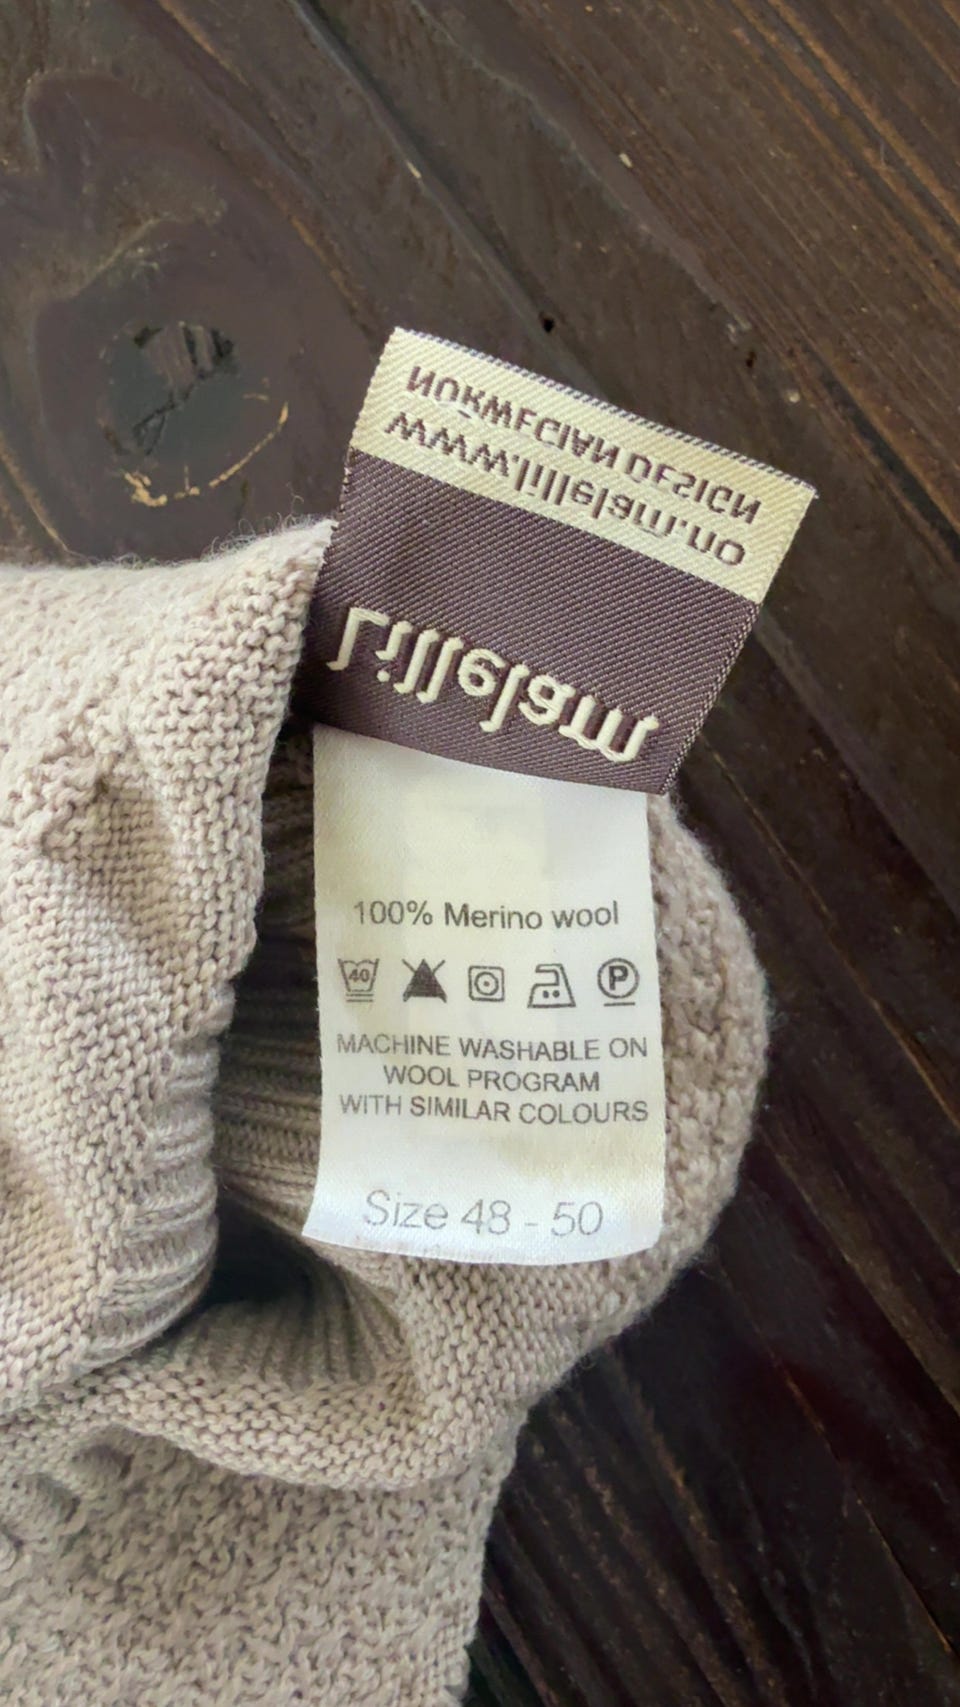 NORWEGIAN DESIGN
www.lillelam.no
Lillelam
100% Merino wool
40 P
MACHINE WASHABLE ON
WOOL PROGRAM
WITH SIMILAR COLOURS
Size 48 - 50